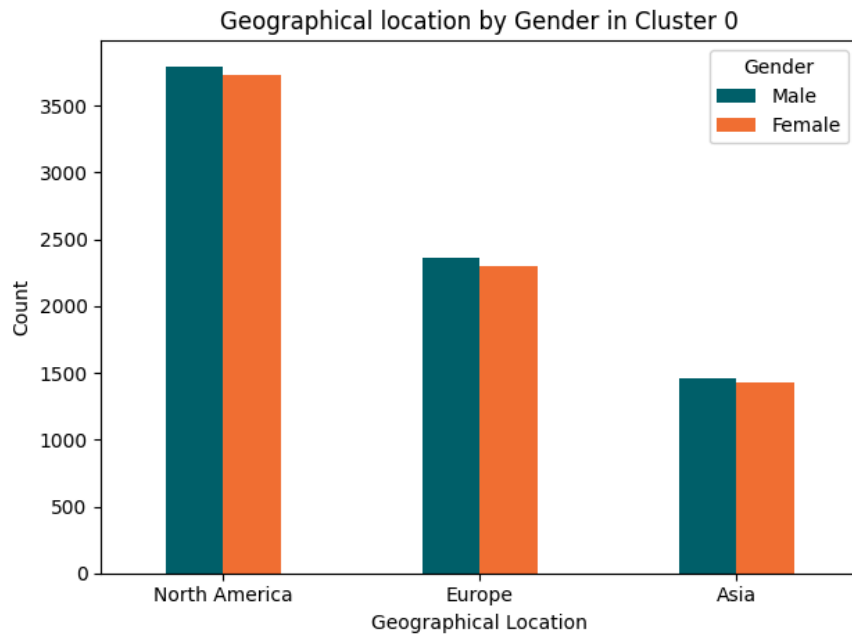 Geographical location by Gender in Cluster 0
Gender
Male
Female
3500
3000
2500
2000
1500
1000
500
0
Count
North America
Europe
Asia
Geographical Location